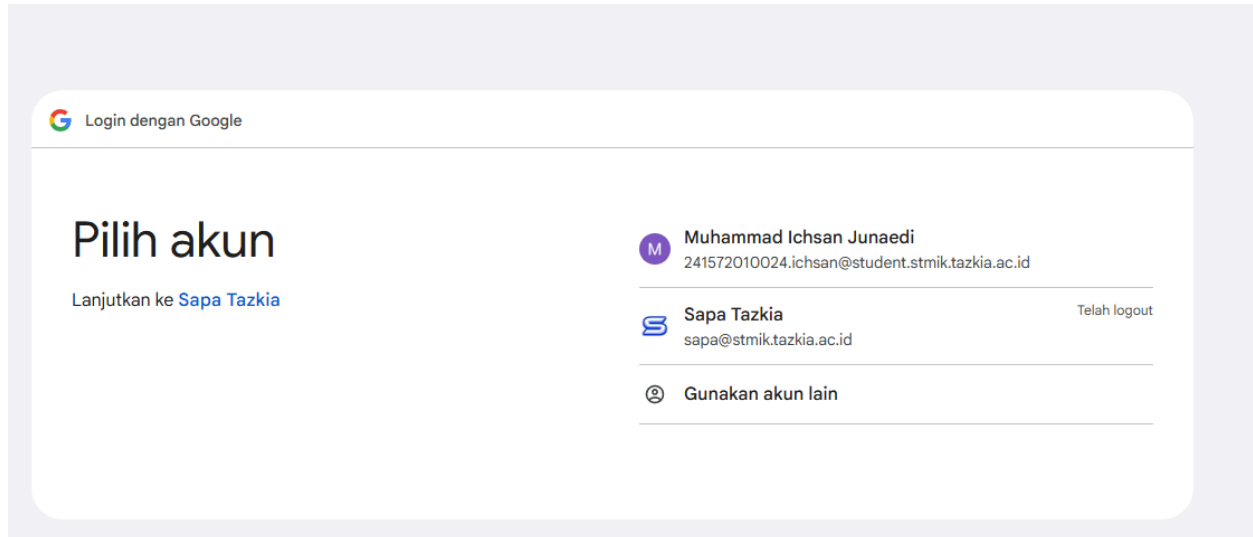 Login dengan Google
Pilih akun
Lanjutkan ke Sapa Tazkia
Muhammad Ichsan Junaedi
241572010024.ichsan@student.stmik.tazkia.ac.id
Sapa Tazkia
Telah logout
sapa@stmik.tazkia.ac.id
Gunakan akun lain